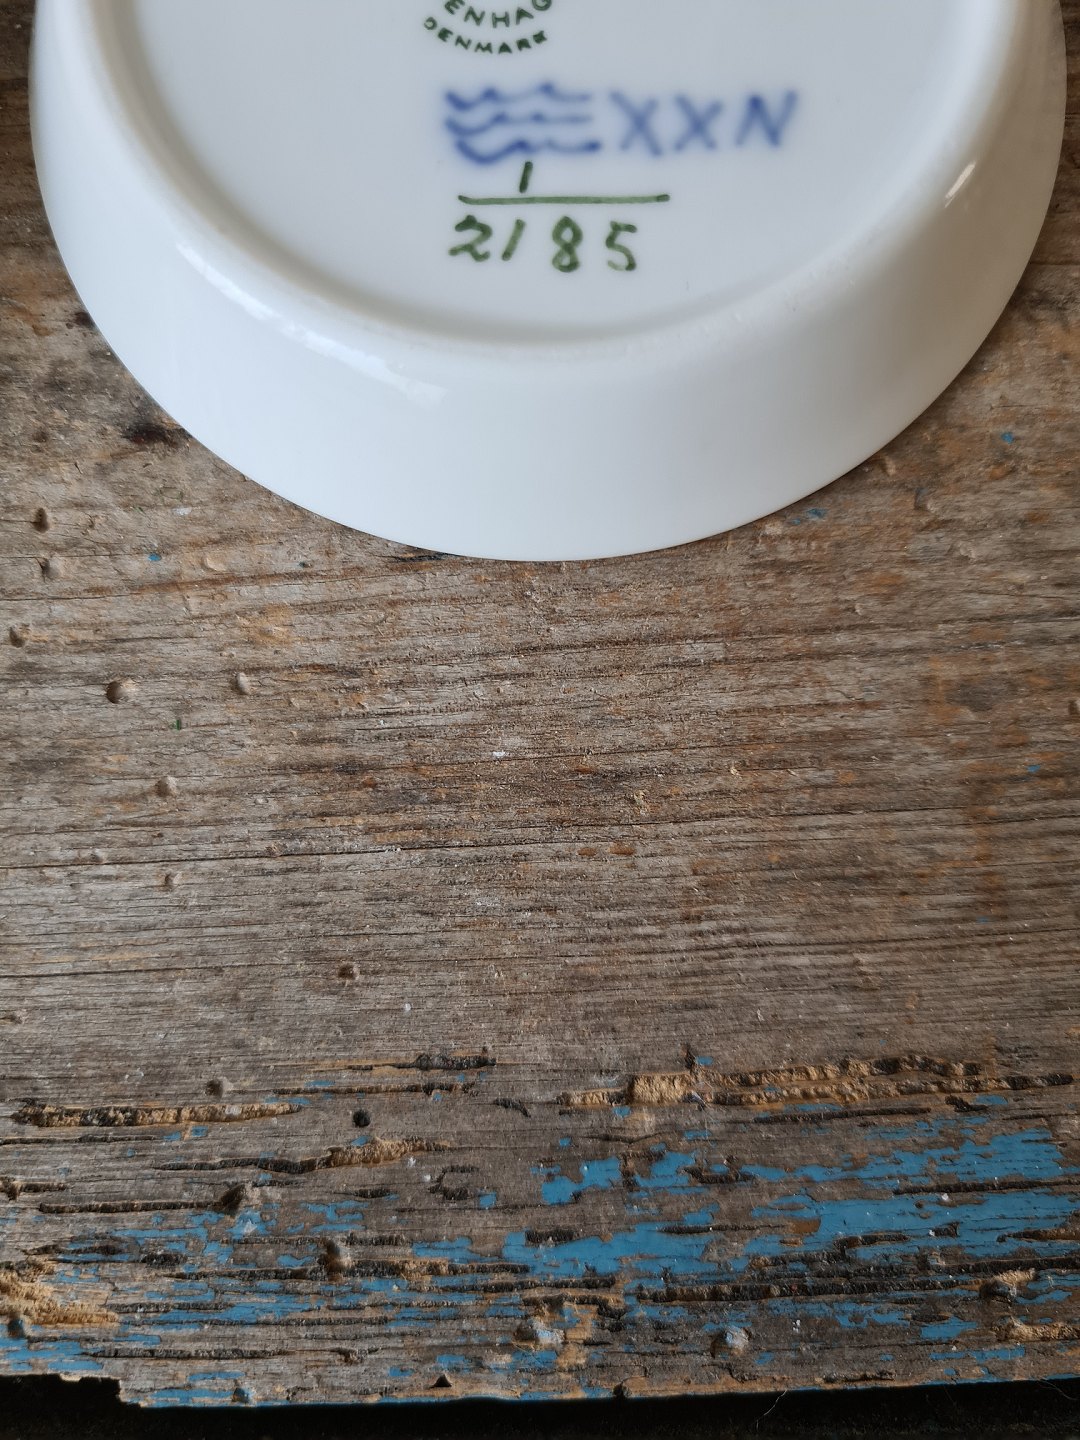 ENHAG
DENMARK
XXN
1
2185